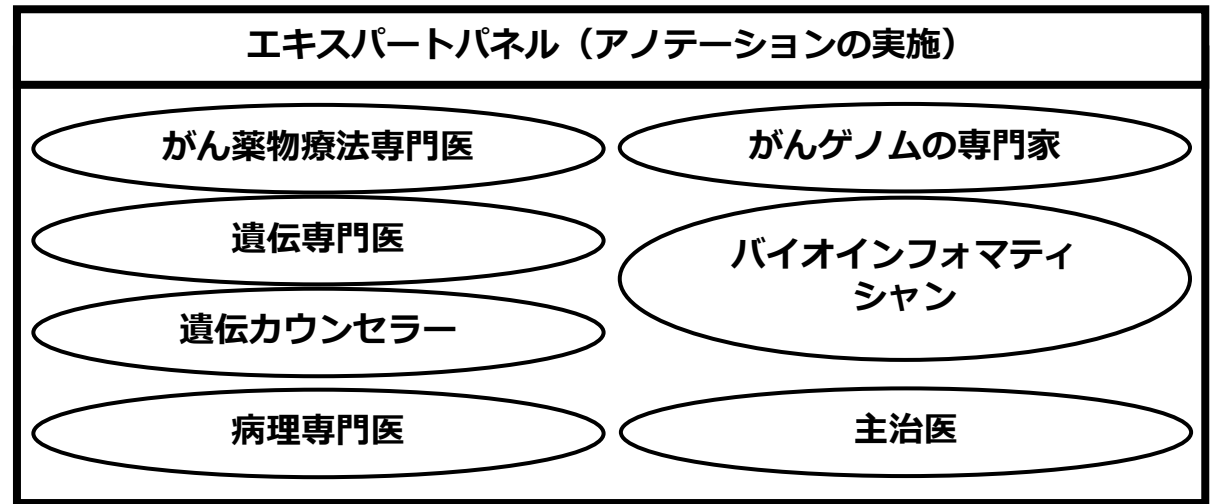 エキスパートパネル（アノテーションの実施）
がん薬物療法専門医
がんゲノムの専門家
遺伝専門医
バイオインフォマティ
シャン
遺伝カウンセラー
病理専門医
主治医